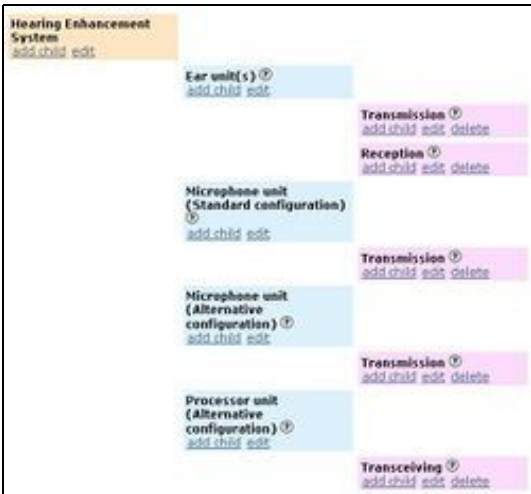 Hearing Enhancement
System
add child edit
Ear unit(s) ?
add child edit
Transmission ?
add child edit delete
Reception ?
add child edit delete
Microphone unit
(Standard configuration)
?
add child edit
Transmission ?
add child edit delete
Microphone unit
(Alternative
configuration) ?
add child edit
Transmission ?
add child edit delete
Processor unit
(Alternative
configuration) ?
add child edit
Transceiving ?
add child edit delete